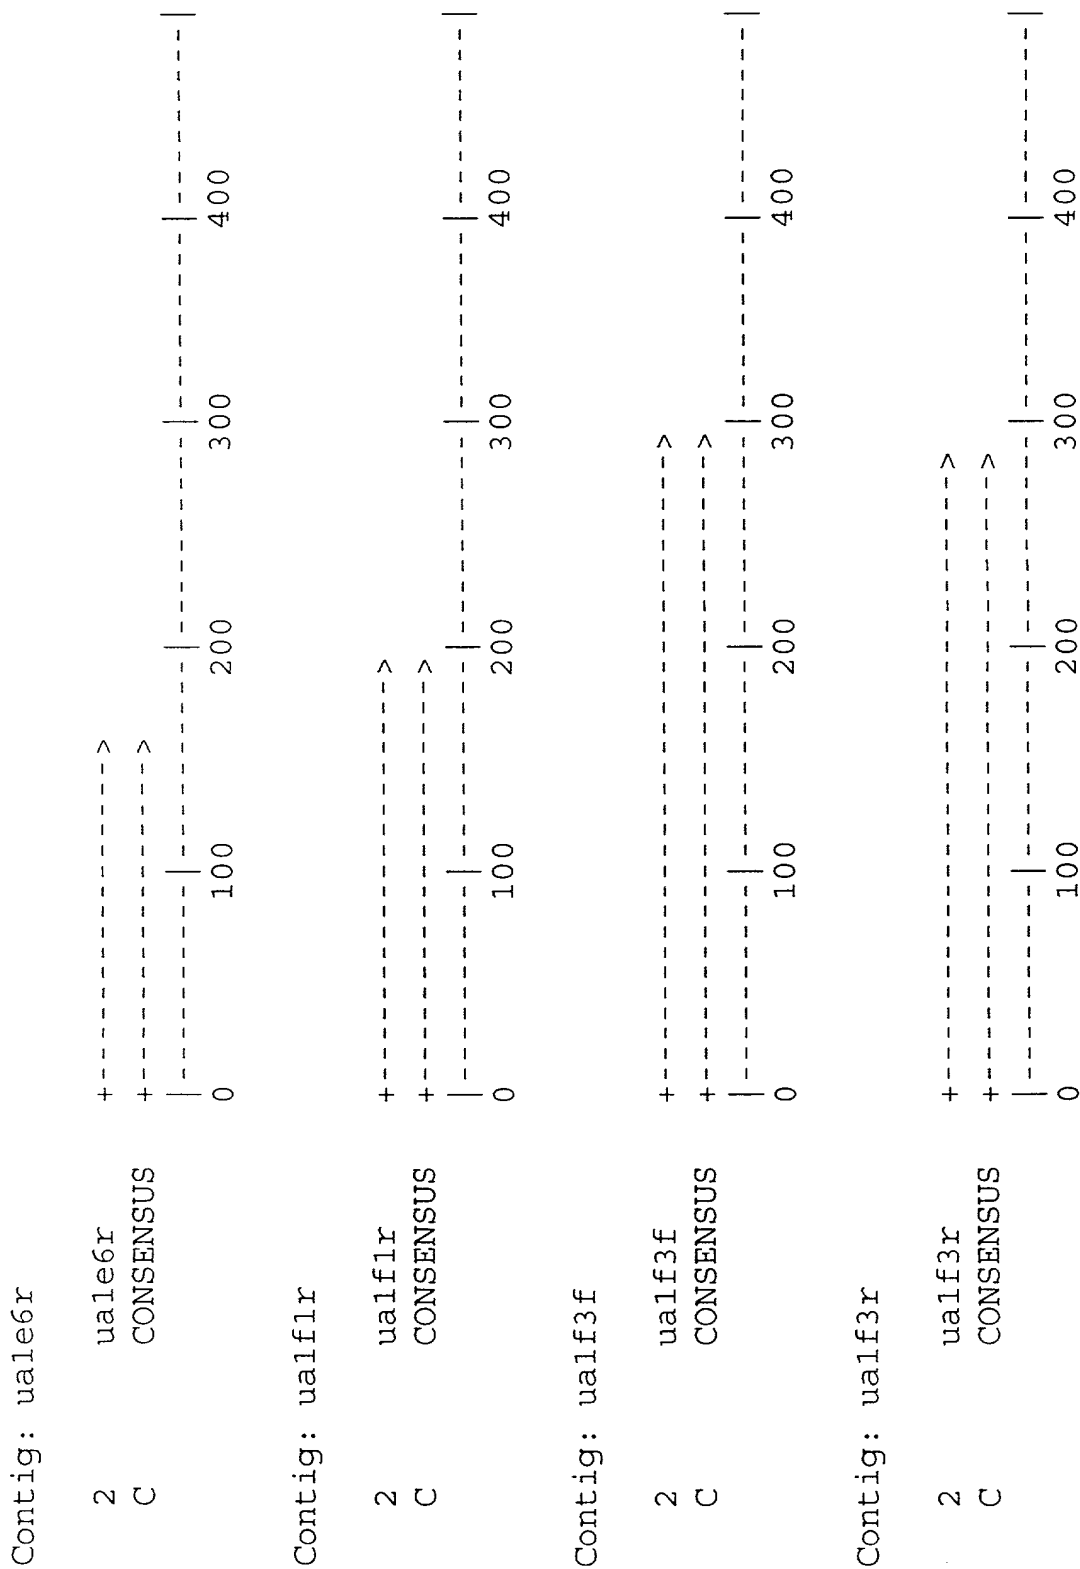 Contig: ua1e6r
2 ua1e6r +---------------->
C CONSENSUS +---------------->
|---------|---------|---------|---------|---------|
0 100 200 300 400
Contig: ua1f1r
2 ua1f1r +-------------------->
C CONSENSUS +-------------------->
|---------|---------|---------|---------|---------|
0 100 200 300 400
Contig: ua1f3f
2 ua1f3f +------------------------------->
C CONSENSUS +------------------------------->
|---------|---------|---------|---------|---------|
0 100 200 300 400
Contig: ua1f3r
2 ua1f3r +------------------------------>
C CONSENSUS +------------------------------>
|---------|---------|---------|---------|---------|
0 100 200 300 400